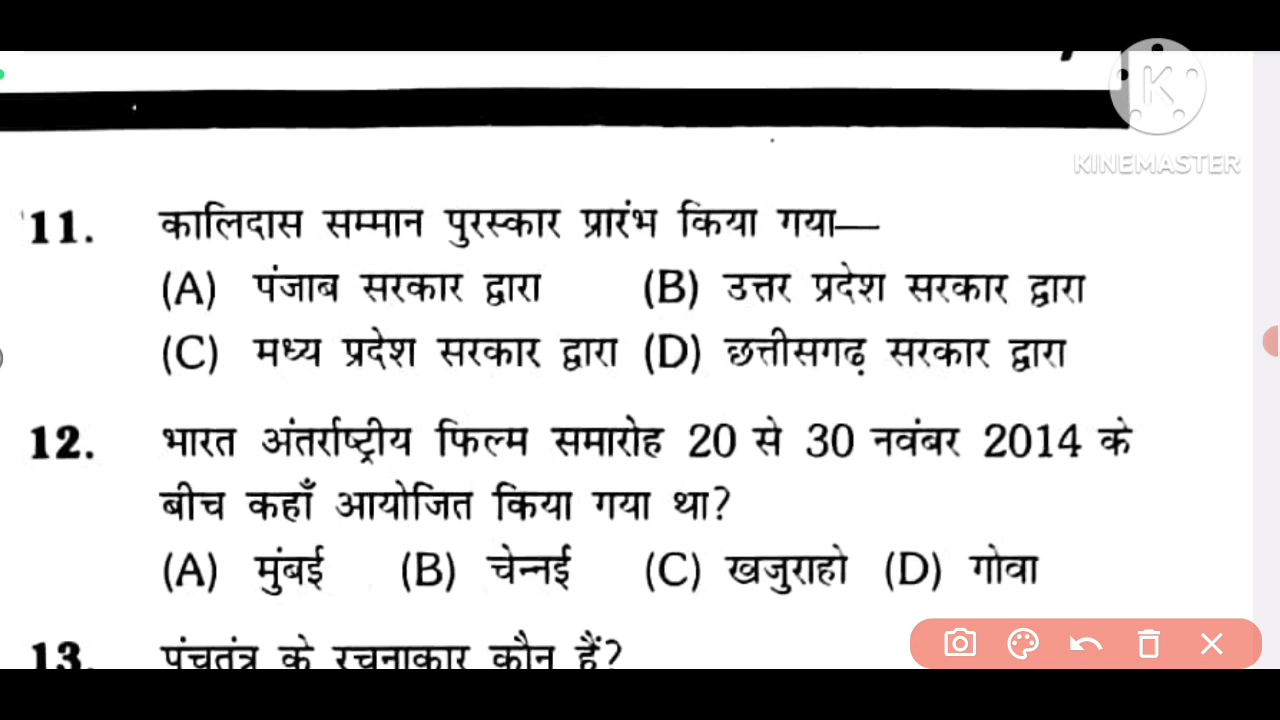 KINEMASTER
11. कालिदास सम्मान पुरस्कार प्रारंभ किया गया—
(A) पंजाब सरकार द्वारा (B) उत्तर प्रदेश सरकार द्वारा
(C) मध्य प्रदेश सरकार द्वारा (D) छत्तीसगढ़ सरकार द्वारा
12. भारत अंतर्राष्ट्रीय फिल्म समारोह 20 से 30 नवंबर 2014 के
बीच कहाँ आयोजित किया गया था?
(A) मुंबई (B) चेन्नई (C) खजुराहो (D) गोवा
13. पंचतंत्र के रचनाकार कौन हैं?